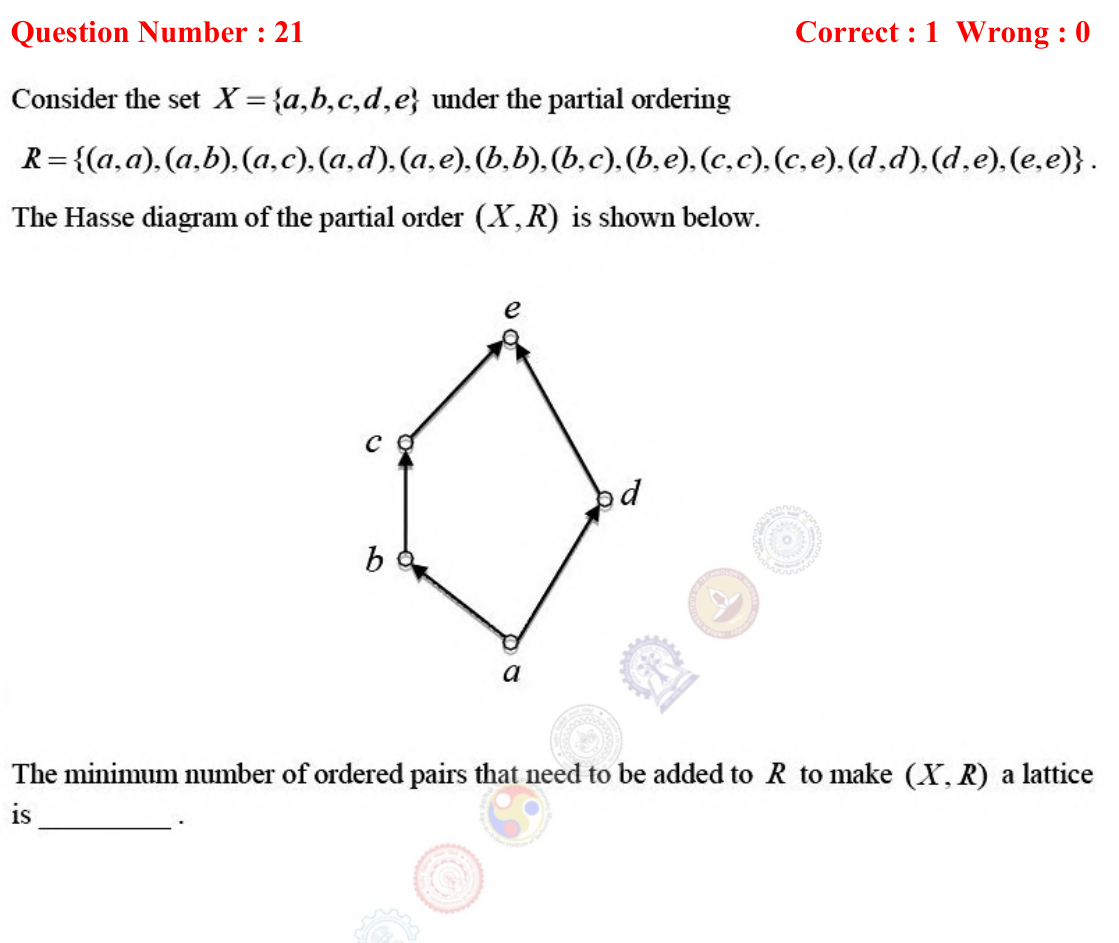 Question Number : 21 Correct : 1 Wrong : 0
Consider the set X = {a,b,c,d,e} under the partial ordering
R = {(a,a),(a,b),(a,c),(a,d),(a,e),(b,b),(b,c),(b,e),(c,c),(c,e),(d,d),(d,e),(e,e)}.
The Hasse diagram of the partial order (X,R) is shown below.
e
c
d
b
a
The minimum number of ordered pairs that need to be added to R to make (X,R) a lattice
is __________ .